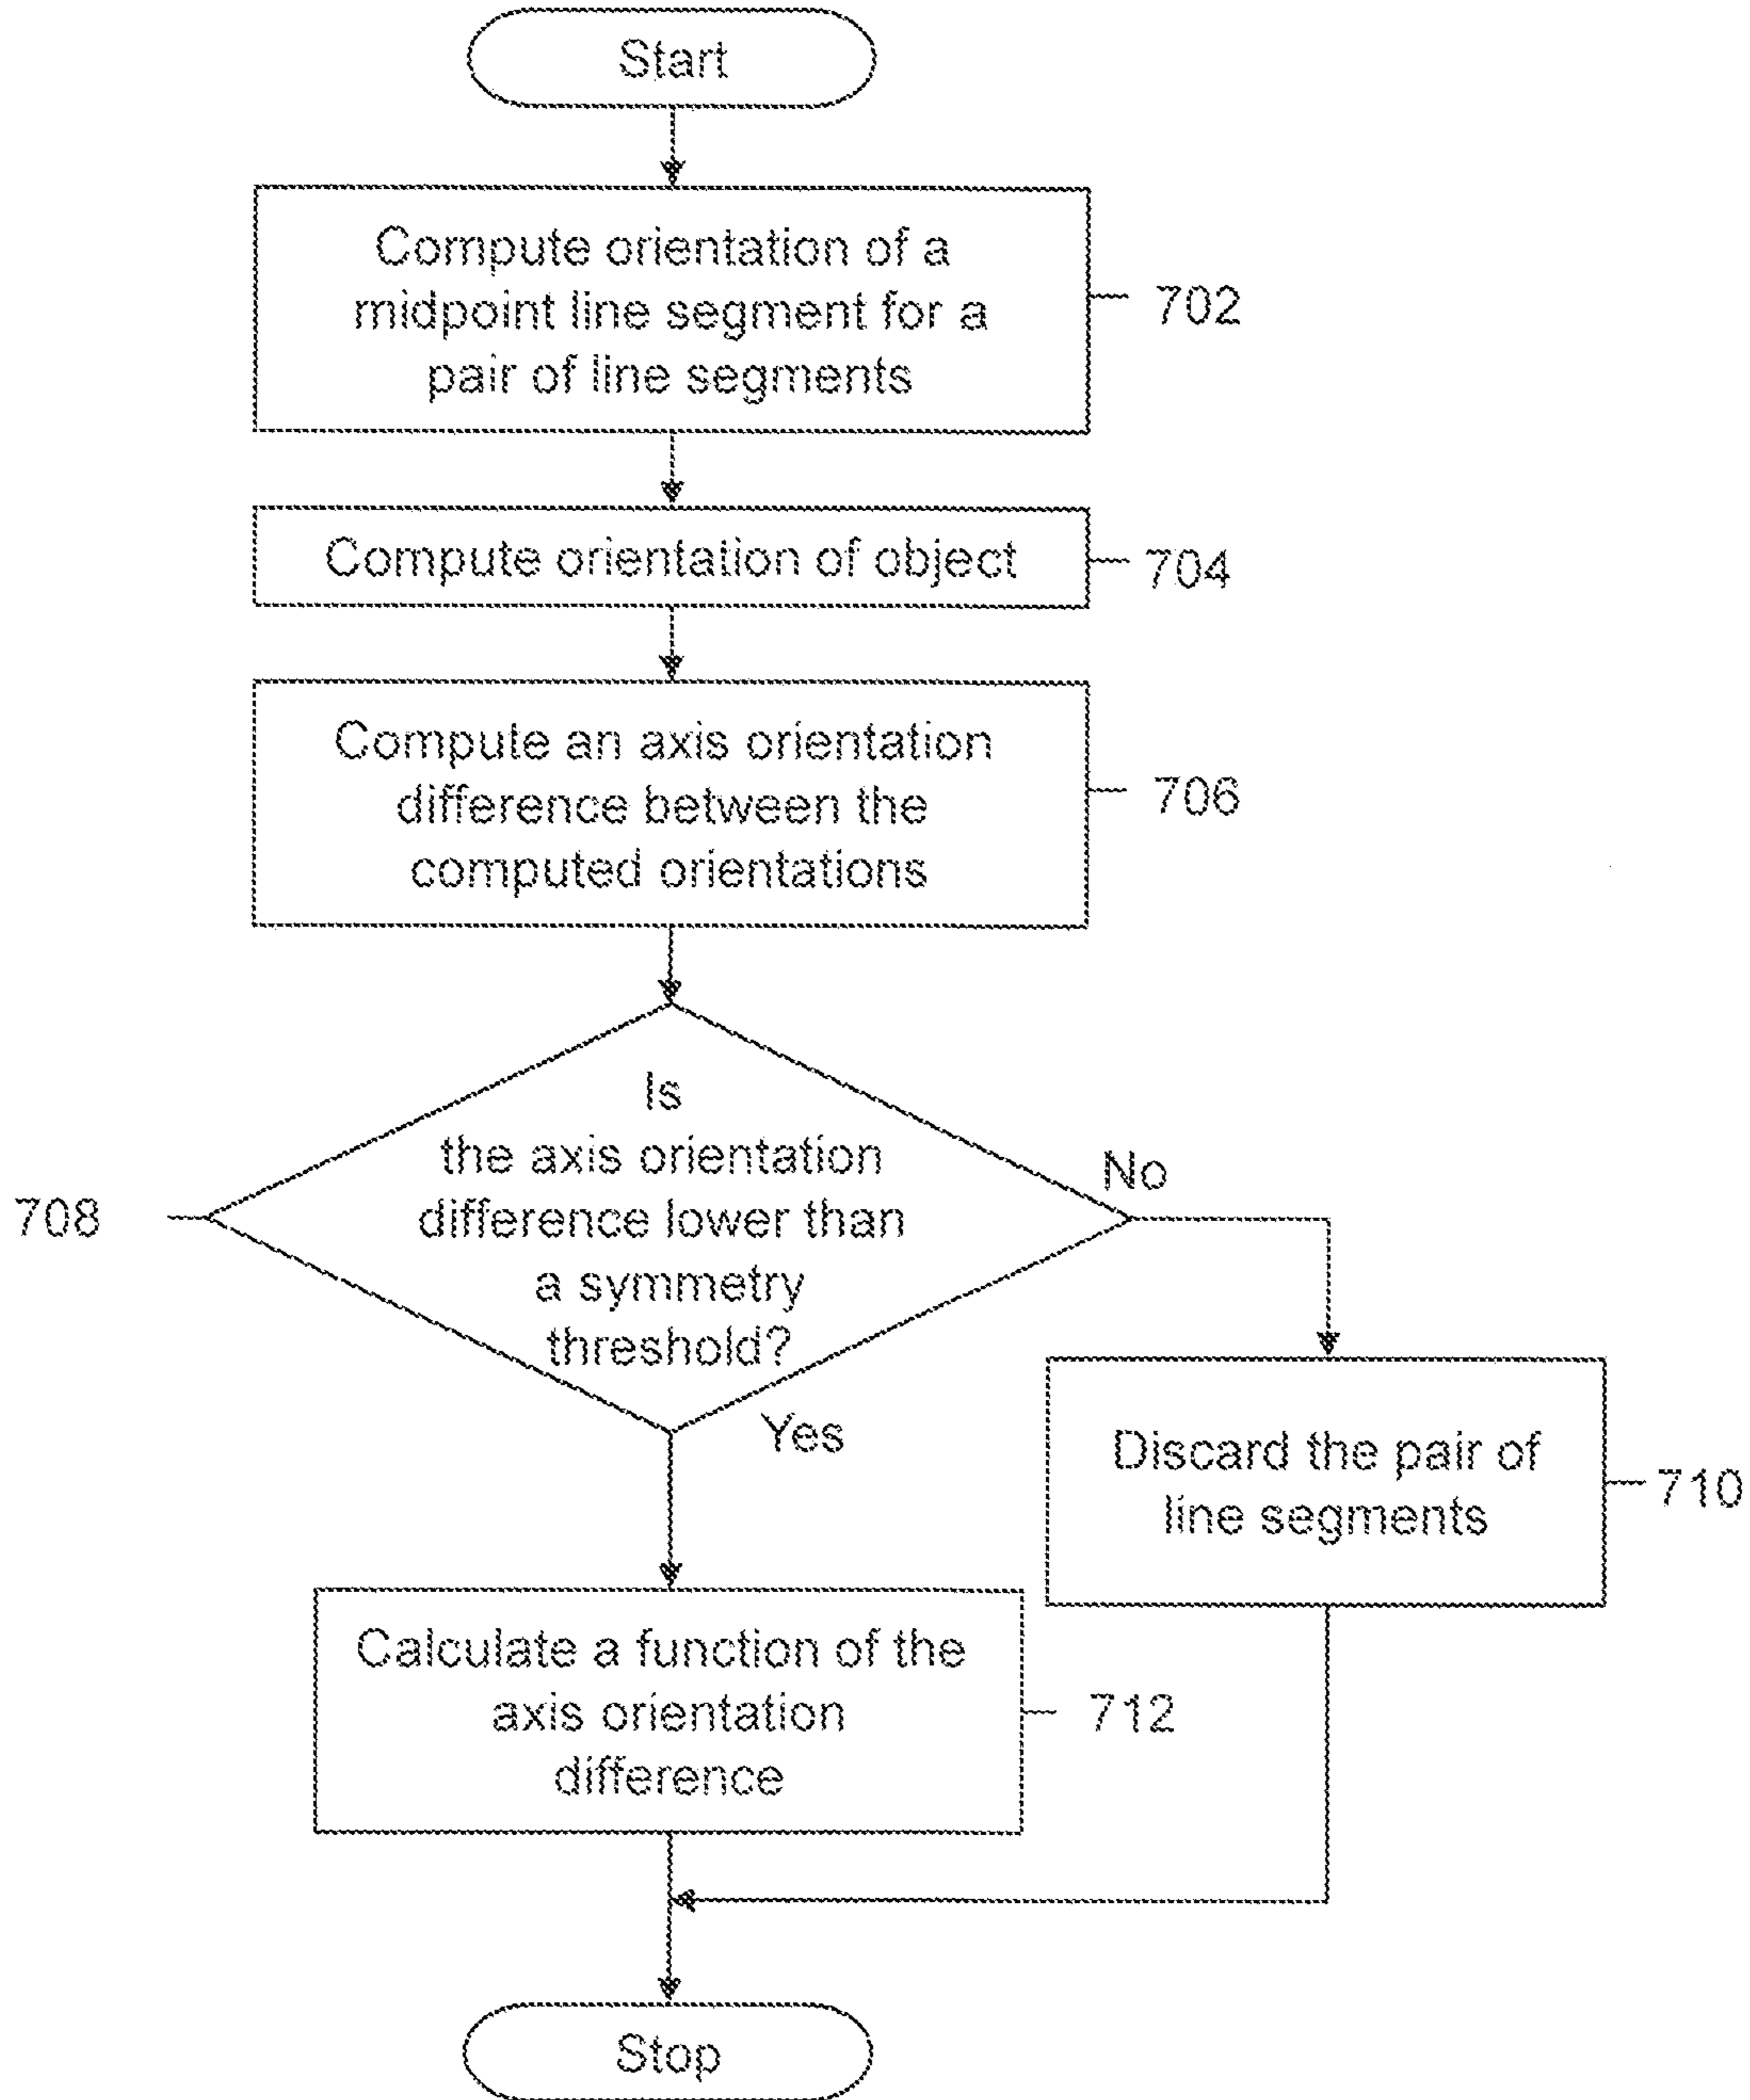 Start
Compute orientation of a
midpoint line segment for a
pair of line segments
702
Compute orientation of object
704
Compute an axis orientation
difference between the
computed orientations
706
Is
the axis orientation
difference lower than
a symmetry
threshold?
708
No
Yes
Discard the pair of
line segments
710
Calculate a function of the
axis orientation
difference
712
Stop